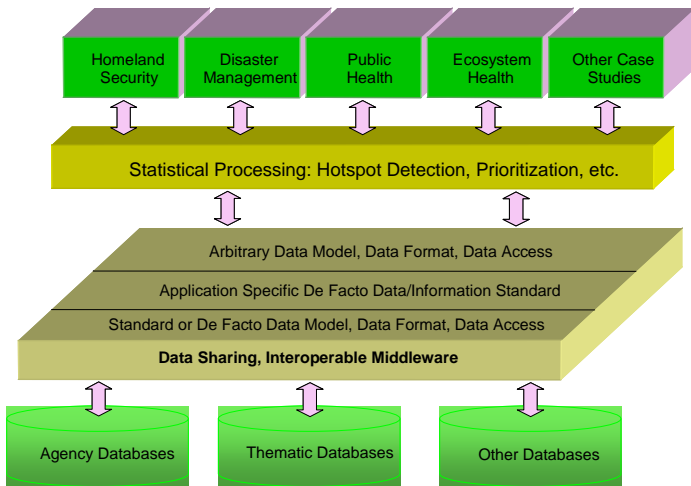 Homeland
Security
Disaster
Management
Public
Health
Ecosystem
Health
Other Case
Studies
Statistical Processing: Hotspot Detection, Prioritization, etc.
Arbitrary Data Model, Data Format, Data Access
Application Specific De Facto Data/Information Standard
Standard or De Facto Data Model, Data Format, Data Access
Data Sharing, Interoperable Middleware
Agency Databases
Thematic Databases
Other Databases